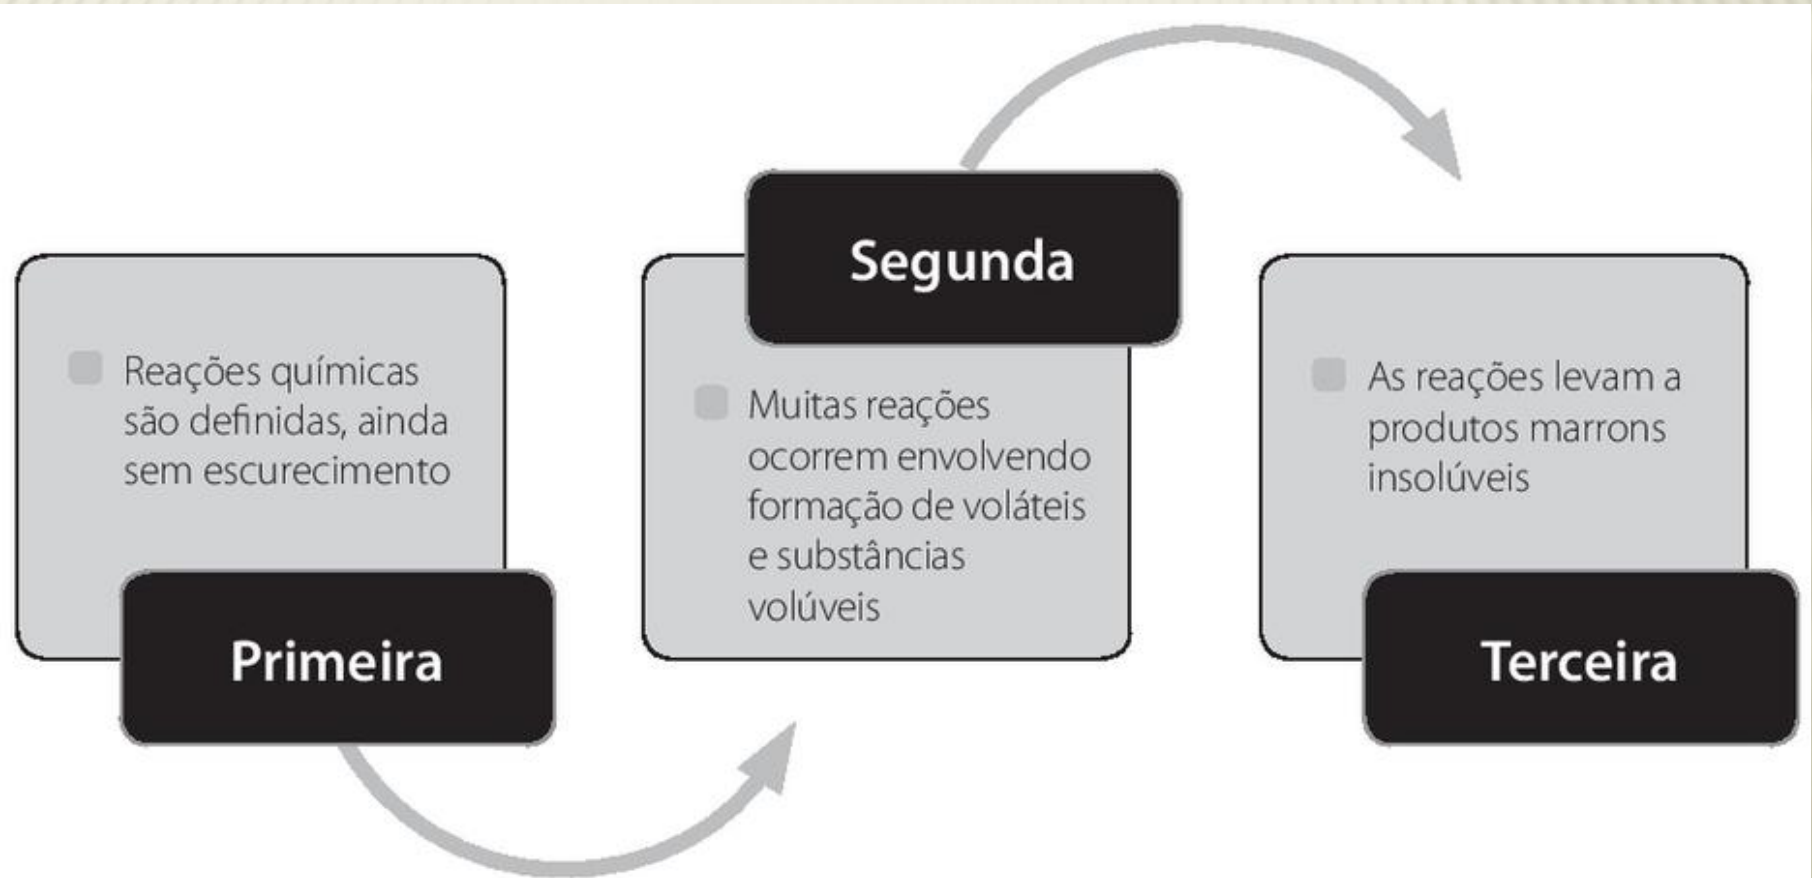 Reações químicas
são definidas, ainda
sem escurecimento
Primeira
Segunda
Muitas reações
ocorrem envolvendo
formação de voláteis
e substâncias
volúveis
As reações levam a
produtos marrons
insolúveis
Terceira